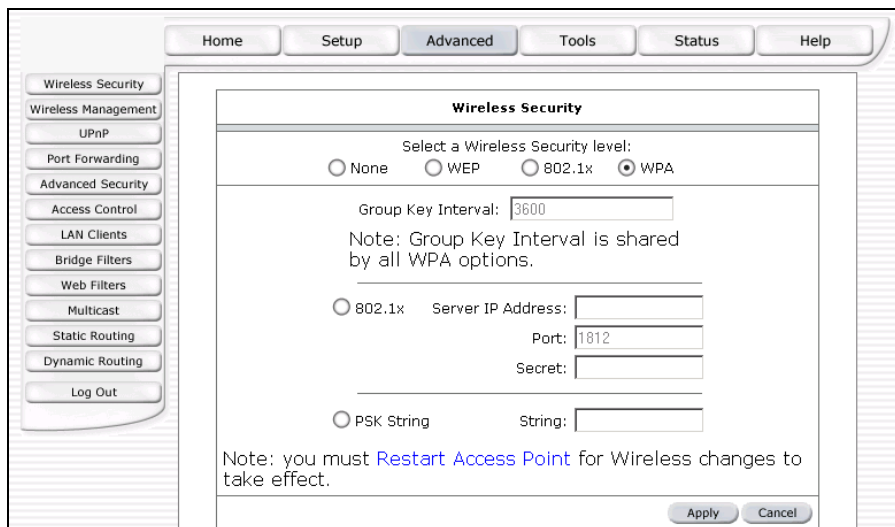 Home Setup Advanced Tools Status Help
Wireless Security
Wireless Management
UPnP
Port Forwarding
Advanced Security
Access Control
LAN Clients
Bridge Filters
Web Filters
Multicast
Static Routing
Dynamic Routing
Log Out
Wireless Security
Select a Wireless Security level:
None WEP 802.1x WPA
Group Key Interval: 3600
Note: Group Key Interval is shared
by all WPA options.
802.1x Server IP Address:
Port: 1812
Secret:
PSK String String:
Note: you must Restart Access Point for Wireless changes to
take effect.
Apply Cancel